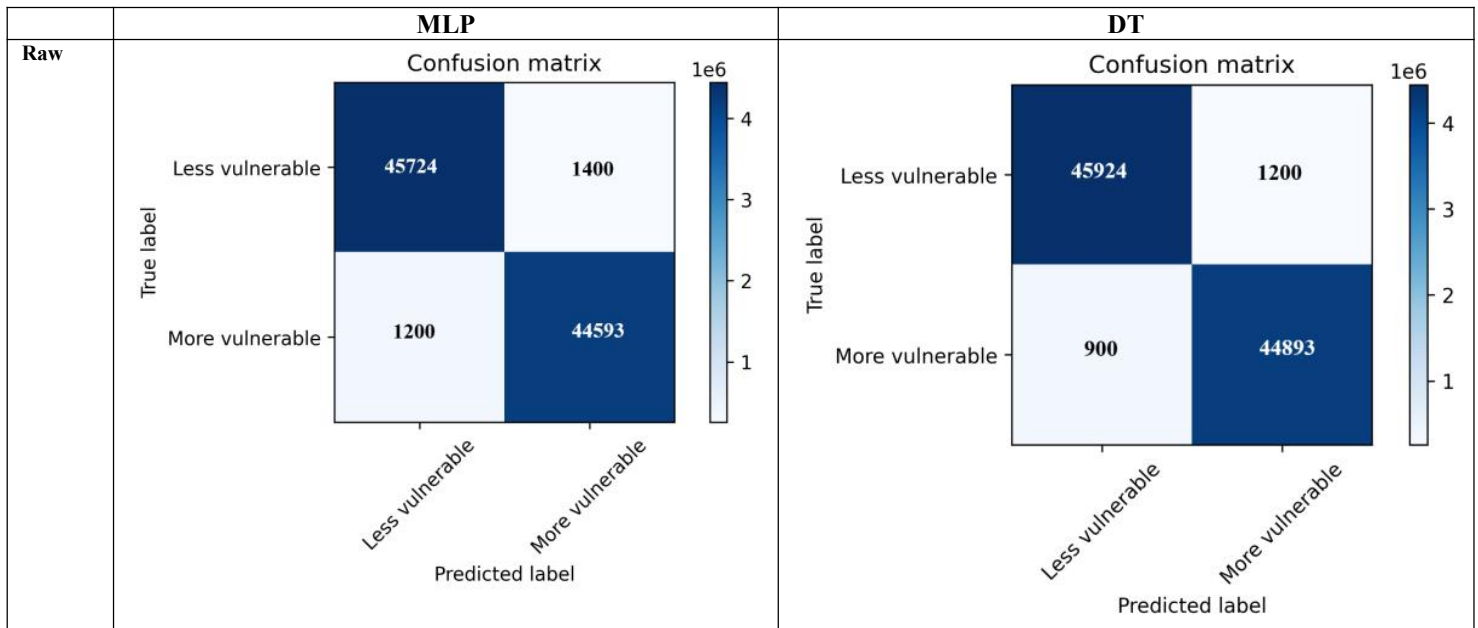 MLP DT
Raw
Confusion matrix
1e6
Less vulnerable
More vulnerable
True label
45724 1400
1200 44593
4
3
2
1
Less vulnerable
More vulnerable
Predicted label
Confusion matrix
1e6
Less vulnerable
More vulnerable
True label
45924 1200
900 44893
4
3
2
1
Less vulnerable
More vulnerable
Predicted label